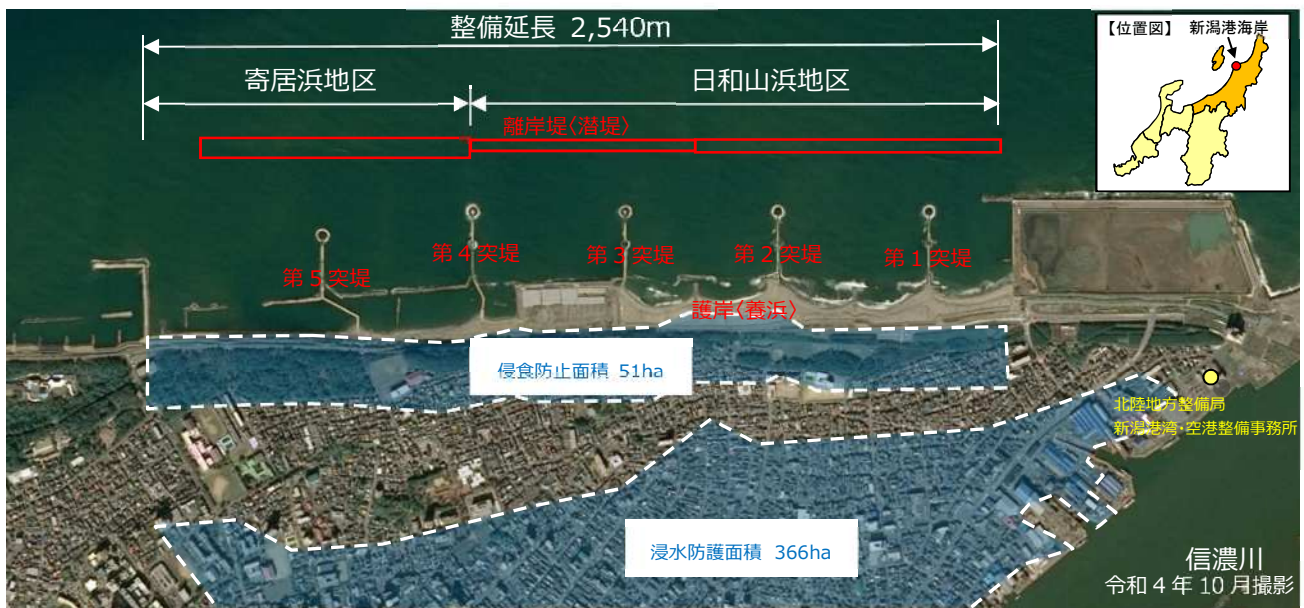 整備延長 2,540m
【位置図】 新潟港海岸
寄居浜地区
日和山浜地区
離岸堤〈潜堤〉
第5突堤
第4突堤
第3突堤
第2突堤
第1突堤
護岸〈養浜〉
侵食防止面積 51ha
北陸地方整備局
新潟港湾・空港整備事務所
浸水防護面積 366ha
信濃川
令和4年10月撮影